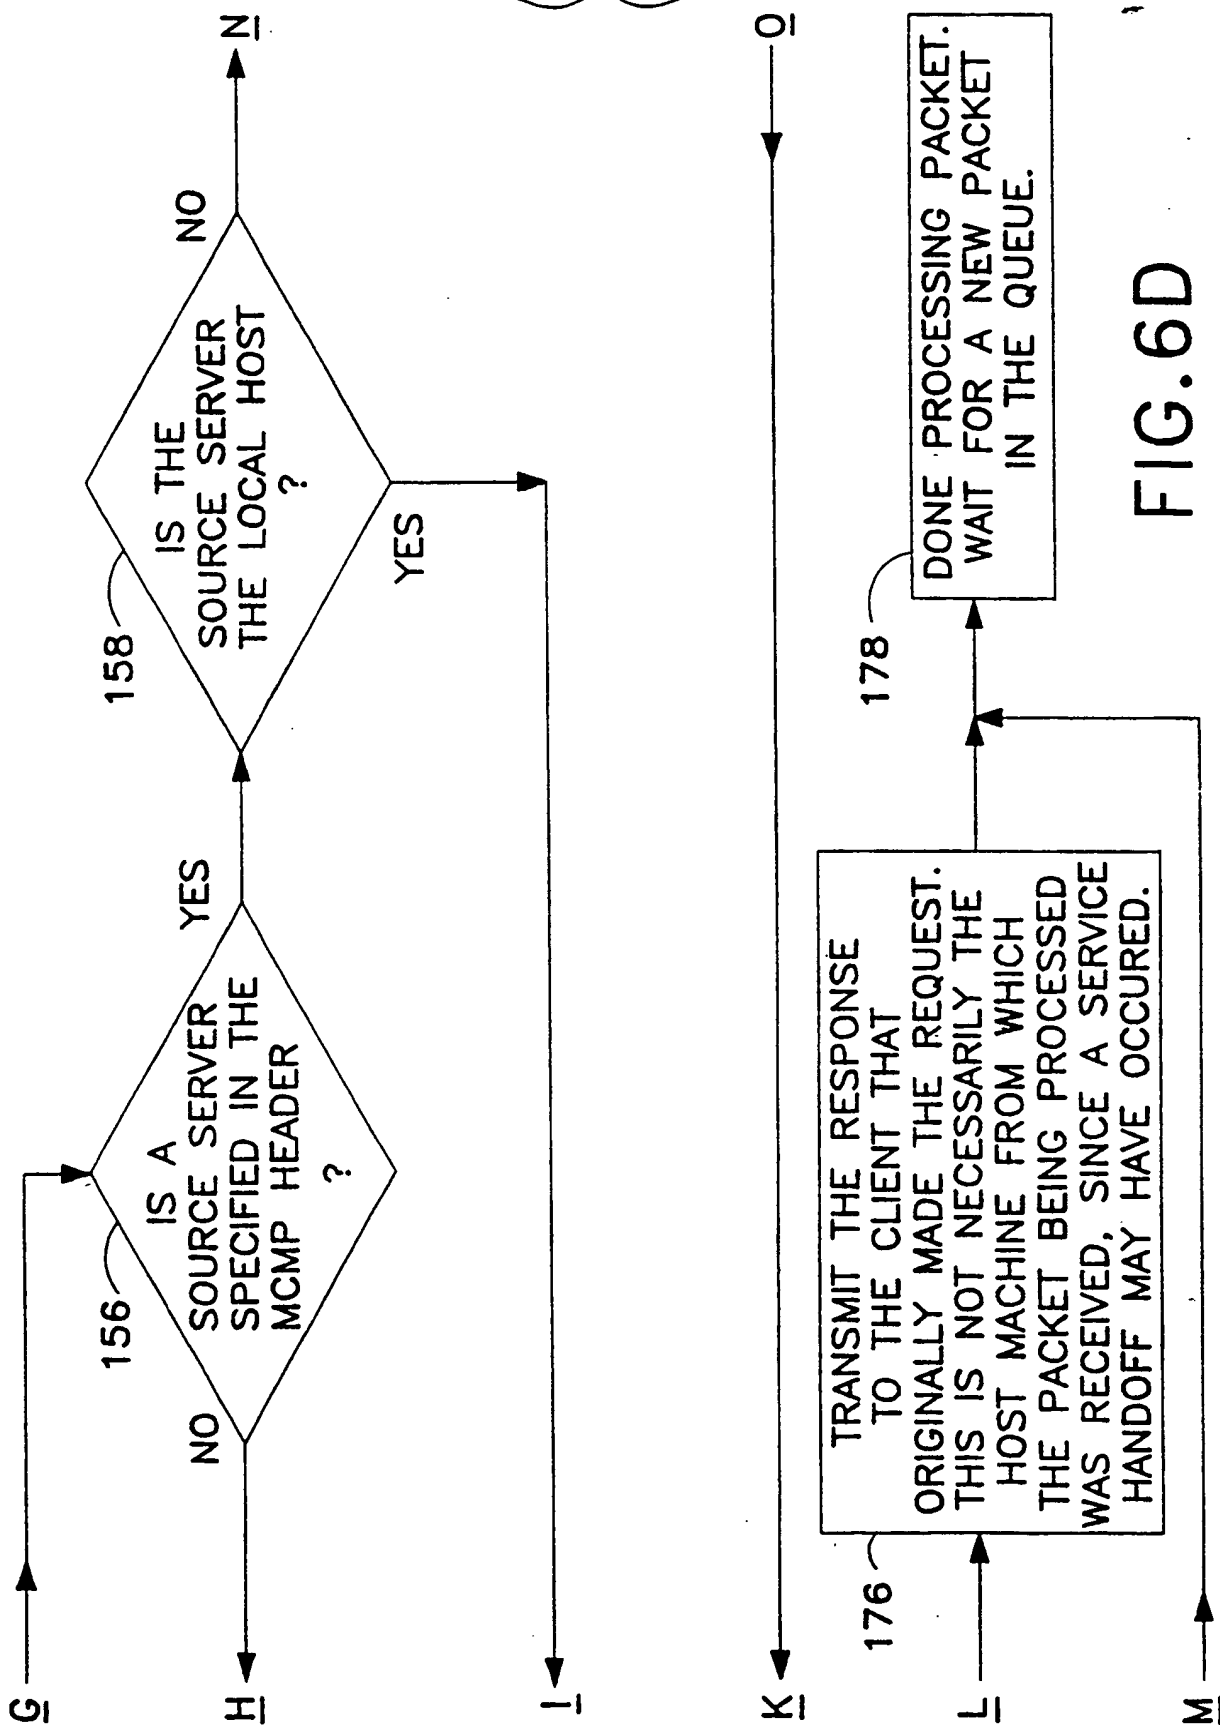 G
156
IS A
SOURCE SERVER
SPECIFIED IN THE
MCMP HEADER
?
NO
H
YES
158
IS THE
SOURCE SERVER
THE LOCAL HOST
?
NO
N
YES
I
O
K
L
176
TRANSMIT THE RESPONSE
TO THE CLIENT THAT
ORIGINALLY MADE THE REQUEST.
THIS IS NOT NECESSARILY THE
HOST MACHINE FROM WHICH
THE PACKET BEING PROCESSED
WAS RECEIVED, SINCE A SERVICE
HANDOFF MAY HAVE OCCURED.
M
178
DONE PROCESSING PACKET.
WAIT FOR A NEW PACKET
IN THE QUEUE.
FIG.6D